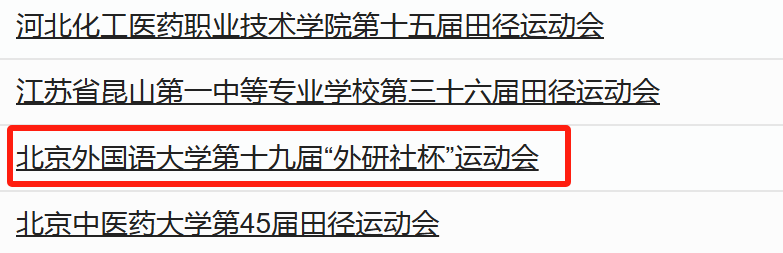 河北化工医药职业技术学院第十五届田径运动会
江苏省昆山第一中等专业学校第三十六届田径运动会
北京外国语大学第十九届“外研社杯”运动会
北京中医药大学第45届田径运动会